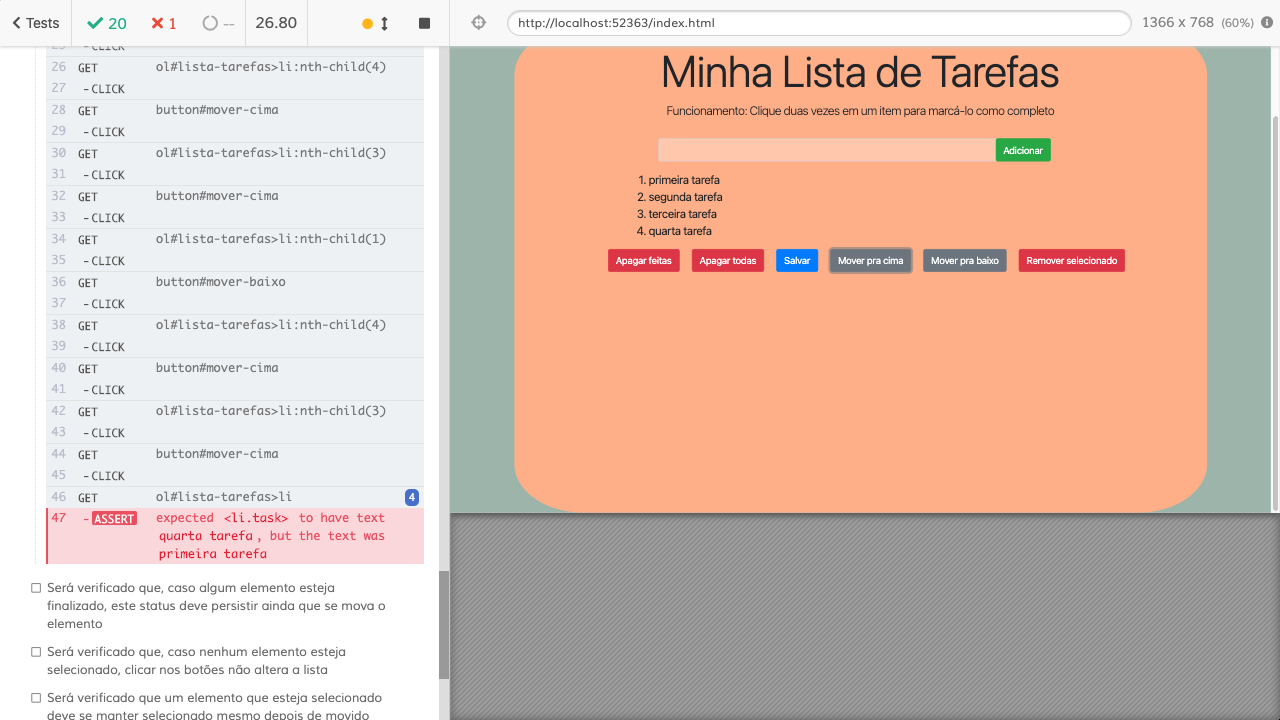 Tests
20
1
--
26.80
http://localhost:52363/index.html
1366 x 768 (60%)
25 -CLICK
26 GET ol#lista-tarefas>li:nth-child(4)
27 -CLICK
28 GET button#mover-cima
29 -CLICK
30 GET ol#lista-tarefas>li:nth-child(3)
31 -CLICK
32 GET button#mover-cima
33 -CLICK
34 GET ol#lista-tarefas>li:nth-child(1)
35 -CLICK
36 GET button#mover-baixo
37 -CLICK
38 GET ol#lista-tarefas>li:nth-child(4)
39 -CLICK
40 GET button#mover-cima
41 -CLICK
42 GET ol#lista-tarefas>li:nth-child(3)
43 -CLICK
44 GET button#mover-cima
45 -CLICK
46 GET ol#lista-tarefas>li 4
47 -ASSERT expected <li.task> to have text
quarta tarefa, but the text was
primeira tarefa
Será verificado que, caso algum elemento esteja
finalizado, este status deve persistir ainda que se mova o
elemento
Será verificado que, caso nenhum elemento esteja
selecionado, clicar nos botões não altera a lista
Será verificado que um elemento que esteja selecionado
deve se manter selecionado mesmo depois de movido
Minha Lista de Tarefas
Funcionamento: Clique duas vezes em um item para marcá-lo como completo
Adicionar
1. primeira tarefa
2. segunda tarefa
3. terceira tarefa
4. quarta tarefa
Apagar feitas Apagar todas Salvar Mover pra cima Mover pra baixo Remover selecionado